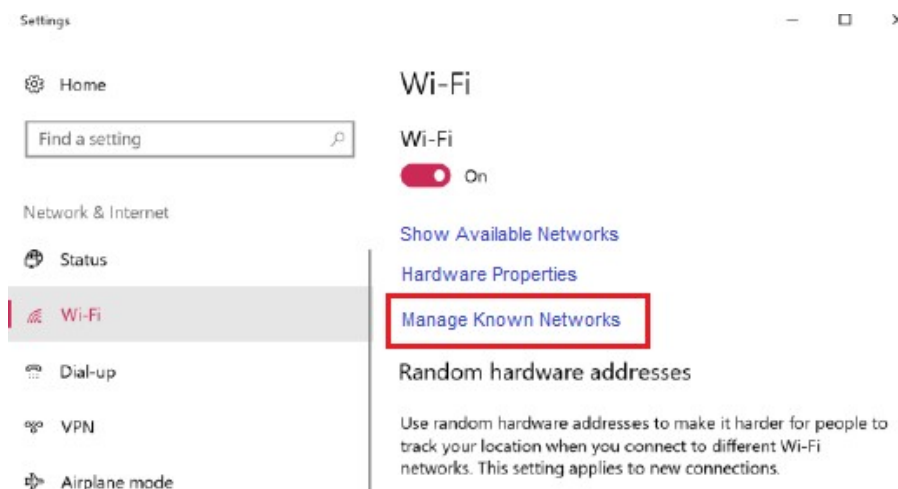 Settings
Home
Find a setting
Network & Internet
Status
Wi-Fi
Dial-up
VPN
Airplane mode
Wi-Fi
Wi-Fi
On
Show Available Networks
Hardware Properties
Manage Known Networks
Random hardware addresses
Use random hardware addresses to make it harder for people to
track your location when you connect to different Wi-Fi
networks. This setting applies to new connections.